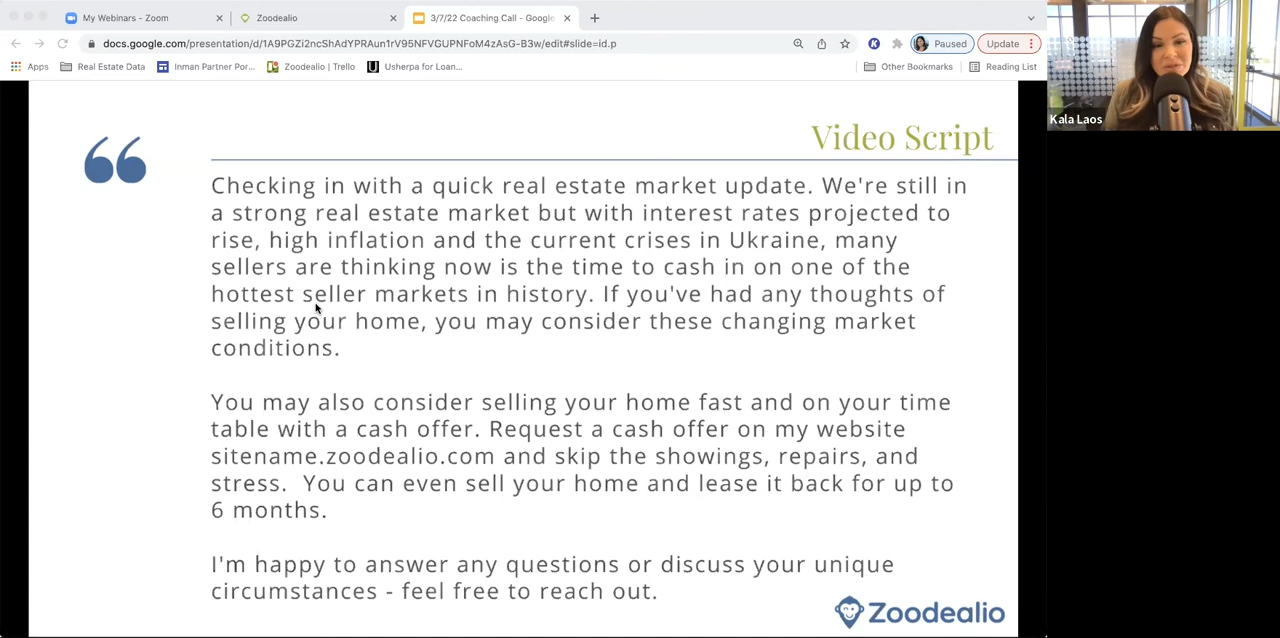 My Webinars - Zoom
Zoodealio
3/7/22 Coaching Call - Google
docs.google.com/presentation/d/1A9PGZi2ncShAdYPRAun1rV95NFVGUPNFoM4zAsG-B3w/edit#slide=id.p
K
Paused
Update
Apps
Real Estate Data
Inman Partner Por...
Zoodealio | Trello
Usherpa for Loan...
Other Bookmarks
Reading List
Kala Laos
Video Script
“
Checking in with a quick real estate market update. We're still in
a strong real estate market but with interest rates projected to
rise, high inflation and the current crises in Ukraine, many
sellers are thinking now is the time to cash in on one of the
hottest seller markets in history. If you've had any thoughts of
selling your home, you may consider these changing market
conditions.
You may also consider selling your home fast and on your time
table with a cash offer. Request a cash offer on my website
sitename.zoodealio.com and skip the showings, repairs, and
stress.  You can even sell your home and lease it back for up to
6 months.
I'm happy to answer any questions or discuss your unique
circumstances - feel free to reach out.
Zoodealio